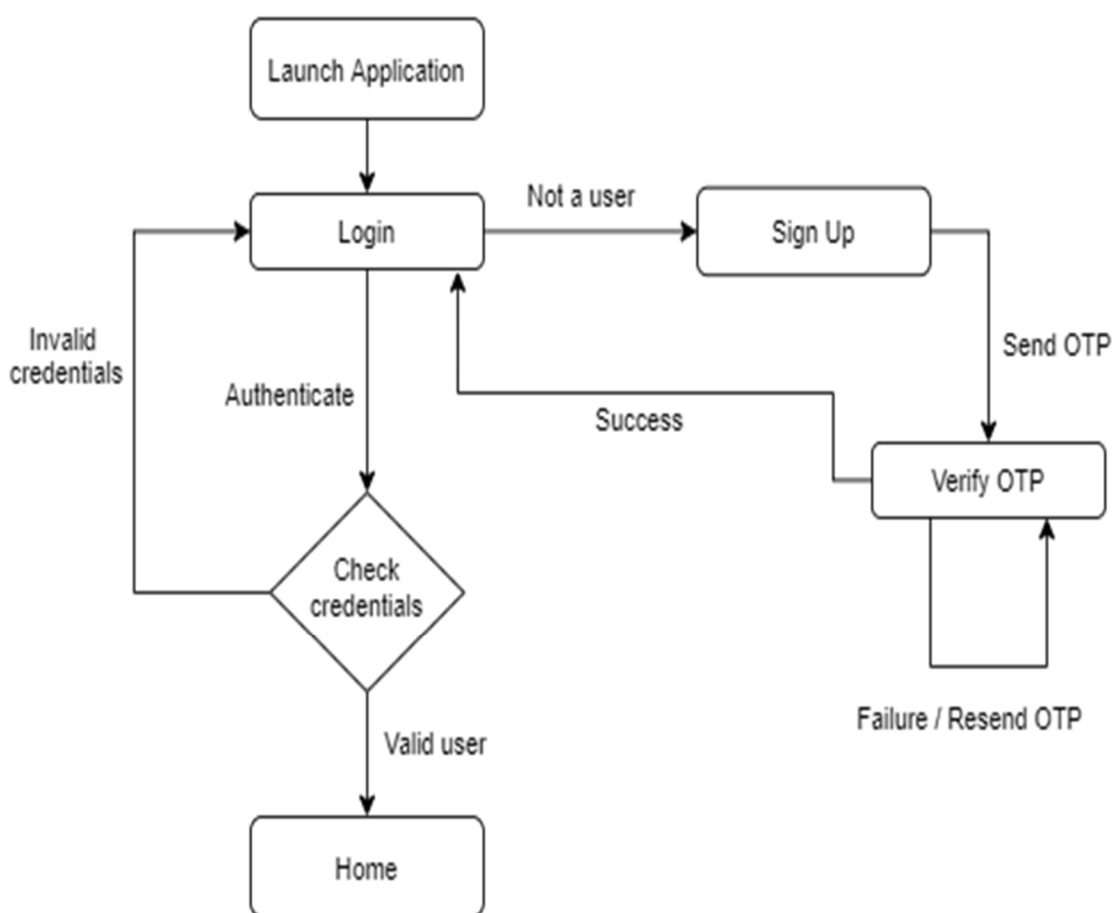 Launch Application
Not a user
Login
Sign Up
Invalid
credentials
Send OTP
Authenticate
Success
Verify OTP
Check
credentials
Failure / Resend OTP
Valid user
Home